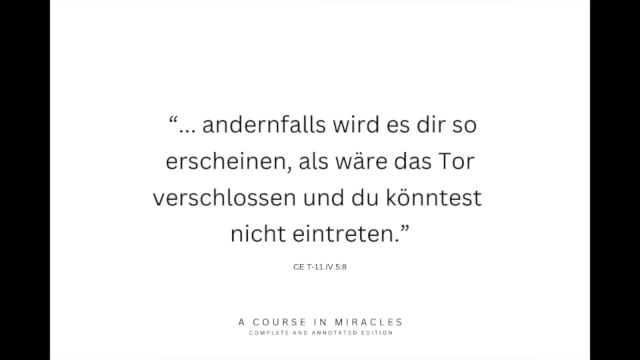 “... andernfalls wird es dir so
erscheinen, als wäre das Tor
verschlossen und du könntest
nicht eintreten.”
CE T-11.IV.5:8
A COURSE IN MIRACLES
COMPLETE AND ANNOTATED EDITION